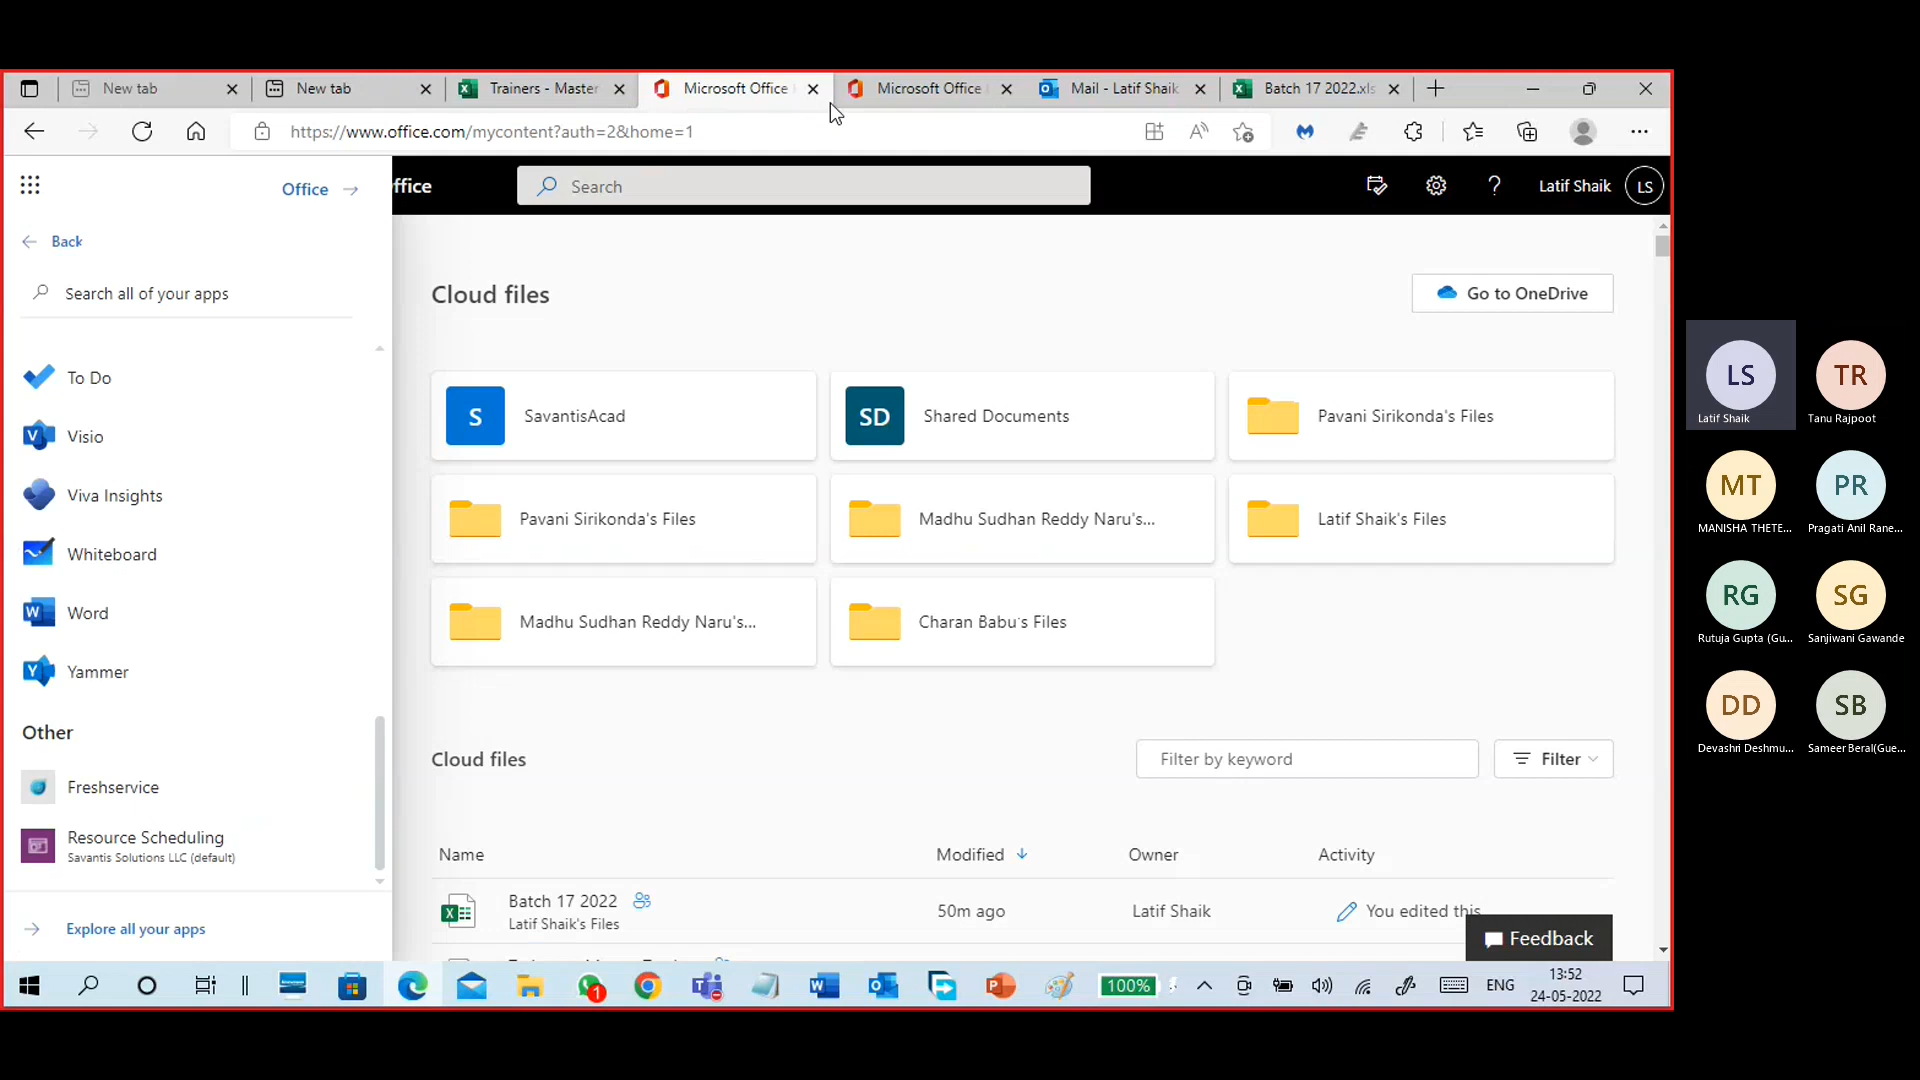 New tab
New tab
Trainers - Master
Microsoft Office
Microsoft Office
Mail - Latif Shaik
Batch 17 2022.xls
https://www.office.com/mycontent?auth=2&home=1
Office
ffice
Search
Latif Shaik
LS
Back
Search all of your apps
To Do
Visio
Viva Insights
Whiteboard
Word
Yammer
Other
Freshservice
Resource Scheduling
Savantis Solutions LLC (default)
Explore all your apps
Cloud files
Go to OneDrive
S
SavantisAcad
SD
Shared Documents
Pavani Sirikonda's Files
Pavani Sirikonda's Files
Madhu Sudhan Reddy Naru's...
Latif Shaik's Files
Madhu Sudhan Reddy Naru's...
Charan Babu's Files
Cloud files
Filter by keyword
Filter
Name
Modified
Owner
Activity
Batch 17 2022
Latif Shaik's Files
50m ago
Latif Shaik
You edited this
Feedback
1
100%
ENG
13:52
24-05-2022
LS
Latif Shaik
TR
Tanu Rajpoot
MT
MANISHA THETE...
PR
Pragati Anil Rane...
RG
Rutuja Gupta (Gu...
SG
Sanjiwani Gawande
DD
Devashri Deshmu...
SB
Sameer Beral(Gue...